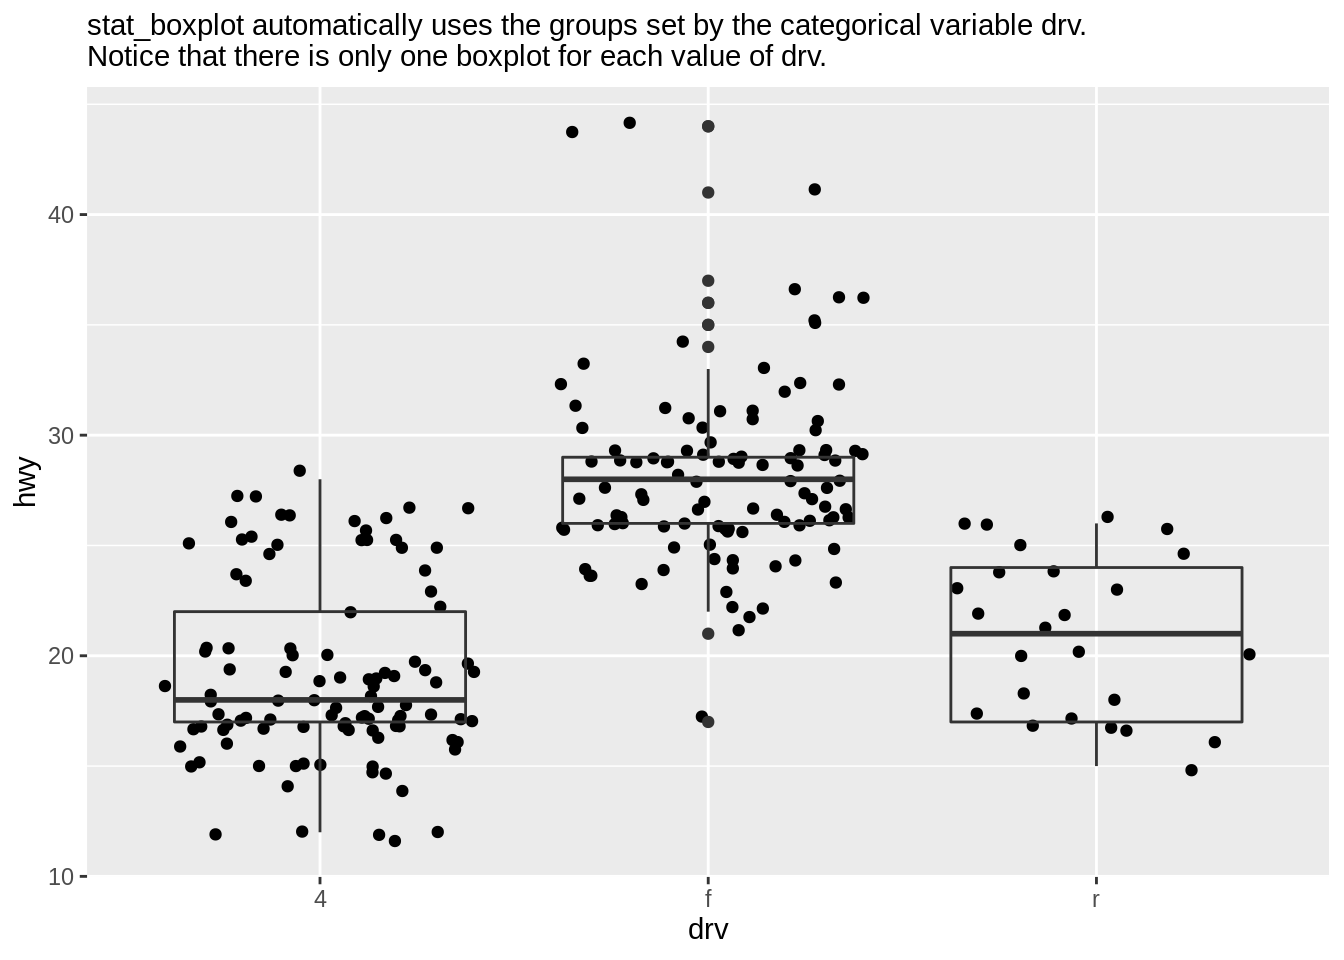 stat_boxplot automatically uses the groups set by the categorical variable drv.
Notice that there is only one boxplot for each value of drv.
40
30
20
10
hwy
4 f r
drv